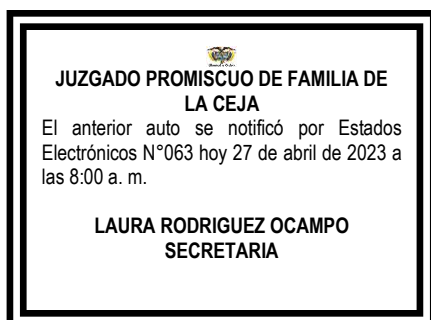 JUZGADO PROMISCUO DE FAMILIA DE
LA CEJA
El anterior auto se notificó por Estados
Electrónicos N°063 hoy 27 de abril de 2023 a
las 8:00 a. m.
LAURA RODRIGUEZ OCAMPO
SECRETARIA